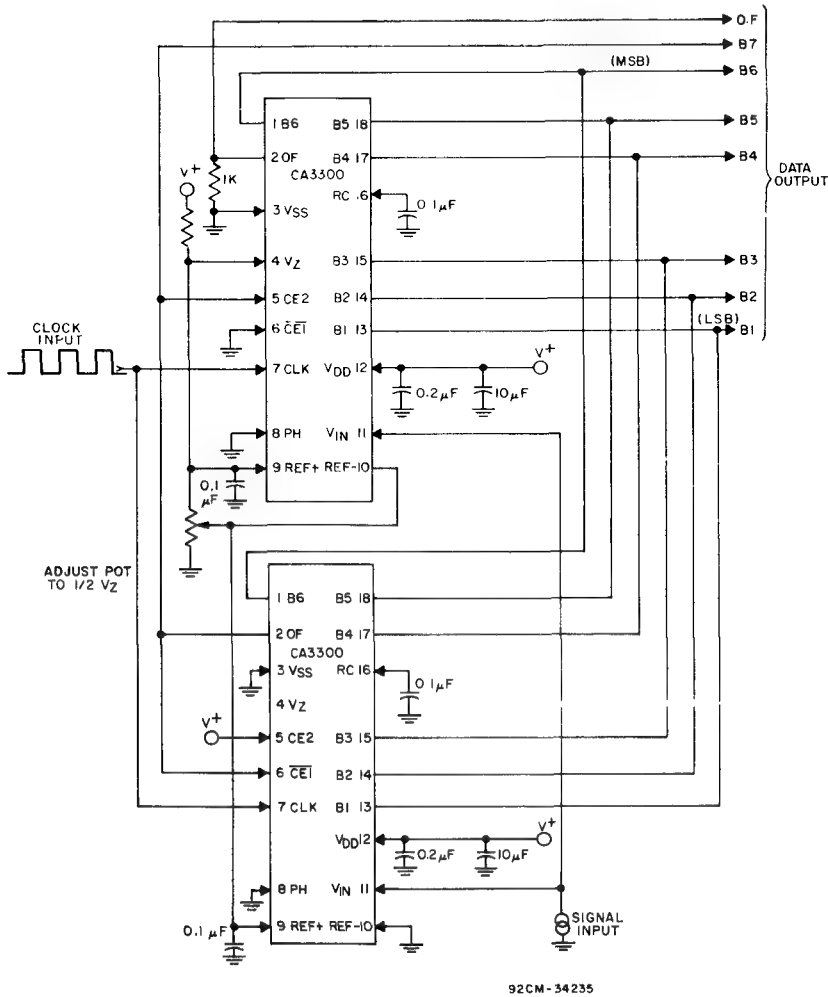 O.F
B7
(MSB)
B6
1 B6 B5 18
B5
2 OF B4 17
B4
CA3300
DATA
OUTPUT
V+
1K
RC .6
0.1µF
3 VSS
4 VZ B3 15
B3
5 CE2 B2 14
B2
CLOCK
INPUT
6 CE1 B1 13
(LSB)
B1
7 CLK VDD 12
V+
0.2µF
10µF
8 PH VIN 11
9 REF+ REF-10
0.1
µF
ADJUST POT
TO 1/2 VZ
1 B6 B5 18
2 OF B4 17
CA3300
3 VSS RC 16
0.1µF
4 VZ
V+
5 CE2 B3 15
6 CE1 B2 14
7 CLK B1 13
VDD12
V+
0.2µF
10µF
8 PH VIN 11
9 REF+ REF-10
0.1 µF
SIGNAL
INPUT
92CM-34235